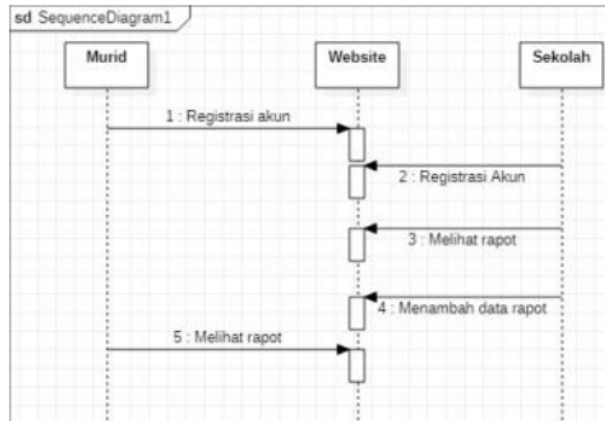 sd SequenceDiagram1
Murid
Website
Sekolah
1 : Registrasi akun
2 : Registrasi Akun
3 : Melihat rapot
4 : Menambah data rapot
5 : Melihat rapot